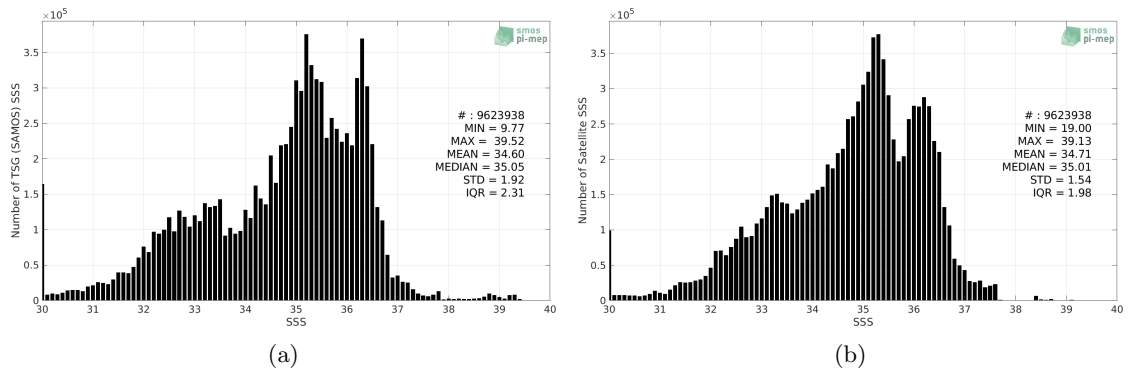 ×10⁵
smos
pi-mep
3.5
3
2.5
2
1.5
1
0.5
0
Number of TSG (SAMOS) SSS
# : 9623938
MIN = 9.77
MAX = 39.52
MEAN = 34.60
MEDIAN = 35.05
STD = 1.92
IQR = 2.31
30 31 32 33 34 35 36 37 38 39 40
SSS
(a)
×10⁵
smos
pi-mep
3.5
3
2.5
2
1.5
1
0.5
0
Number of Satellite SSS
# : 9623938
MIN = 19.00
MAX = 39.13
MEAN = 34.71
MEDIAN = 35.01
STD = 1.54
IQR = 1.98
30 31 32 33 34 35 36 37 38 39 40
SSS
(b)